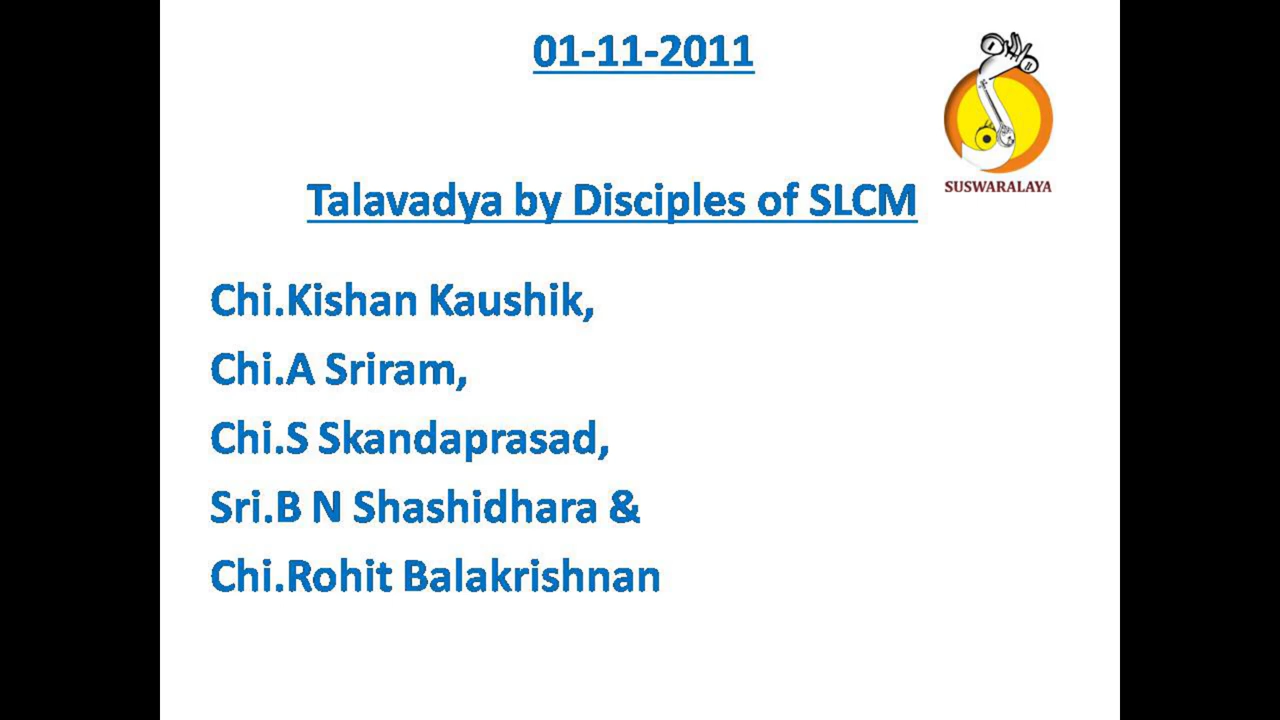 01-11-2011
SUSWARALAYA
Talavadya by Disciples of SLCM
Chi.Kishan Kaushik,
Chi.A Sriram,
Chi.S Skandaprasad,
Sri.B N Shashidhara &
Chi.Rohit Balakrishnan